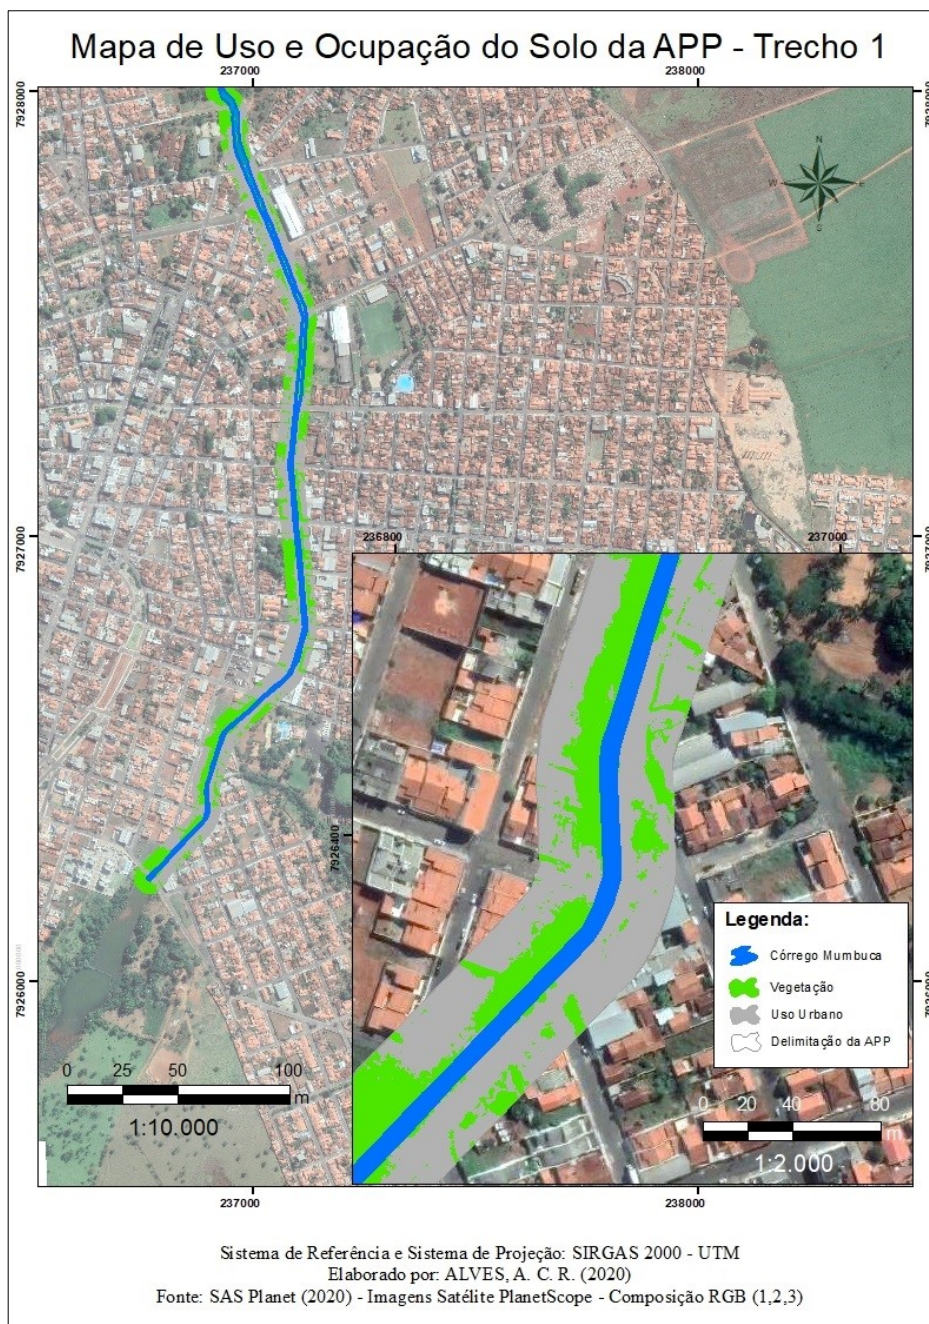 Mapa de Uso e Ocupação do Solo da APP - Trecho 1
237000 238000
7928000 7928000
N
W E
S
7927000 7927000
236800 237000
7926400
Legenda:
Córrego Mumbuca
Vegetação
Uso Urbano
Delimitação da APP
7926000 7926000
0 25 50 100
m
1:10.000
0 20 40 80
m
1:2.000
237000 238000
Sistema de Referência e Sistema de Projeção: SIRGAS 2000 - UTM
Elaborado por: ALVES, A. C. R. (2020)
Fonte: SAS Planet (2020) - Imagens Satélite PlanetScope - Composição RGB (1,2,3)